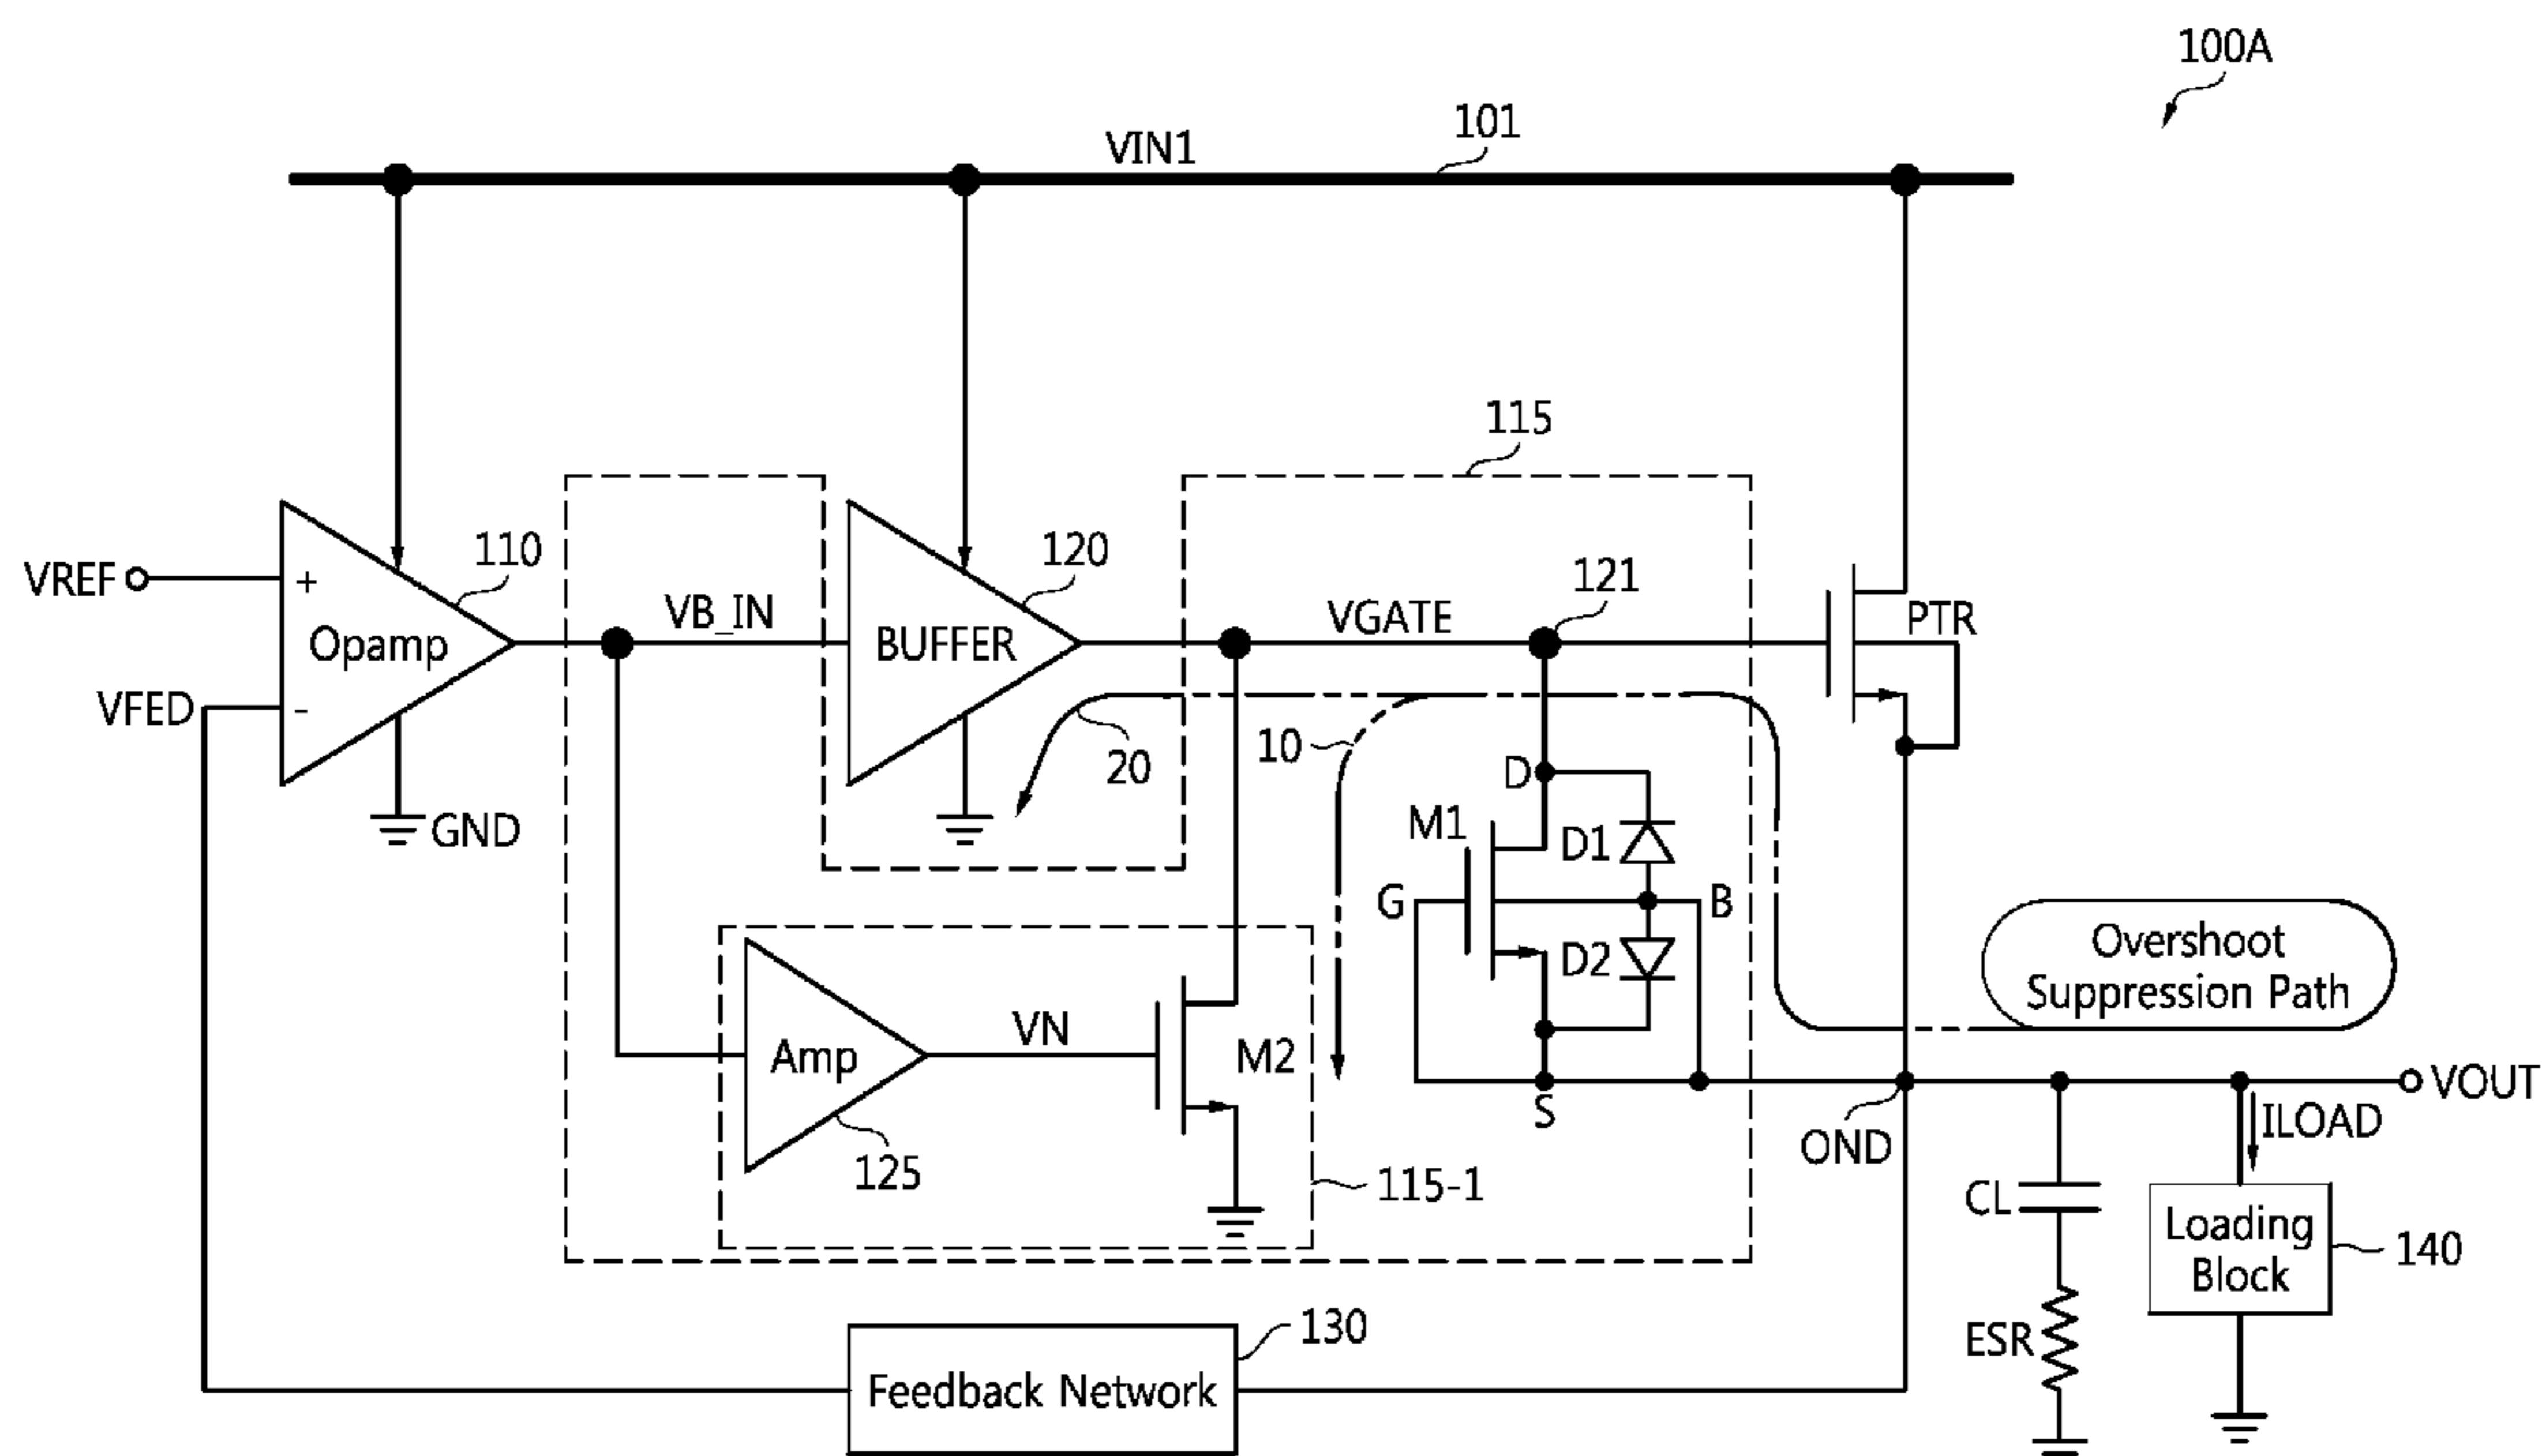 100A
VIN1
101
115
VREF
+
110
Opamp
VFED
-
GND
VB_IN
120
BUFFER
20
VGATE
121
PTR
10
D
M1
D1
G
B
D2
S
Overshoot
Suppression Path
Amp
125
VN
M2
115-1
OND
VOUT
ILOAD
CL
ESR
Loading
Block
140
130
Feedback Network